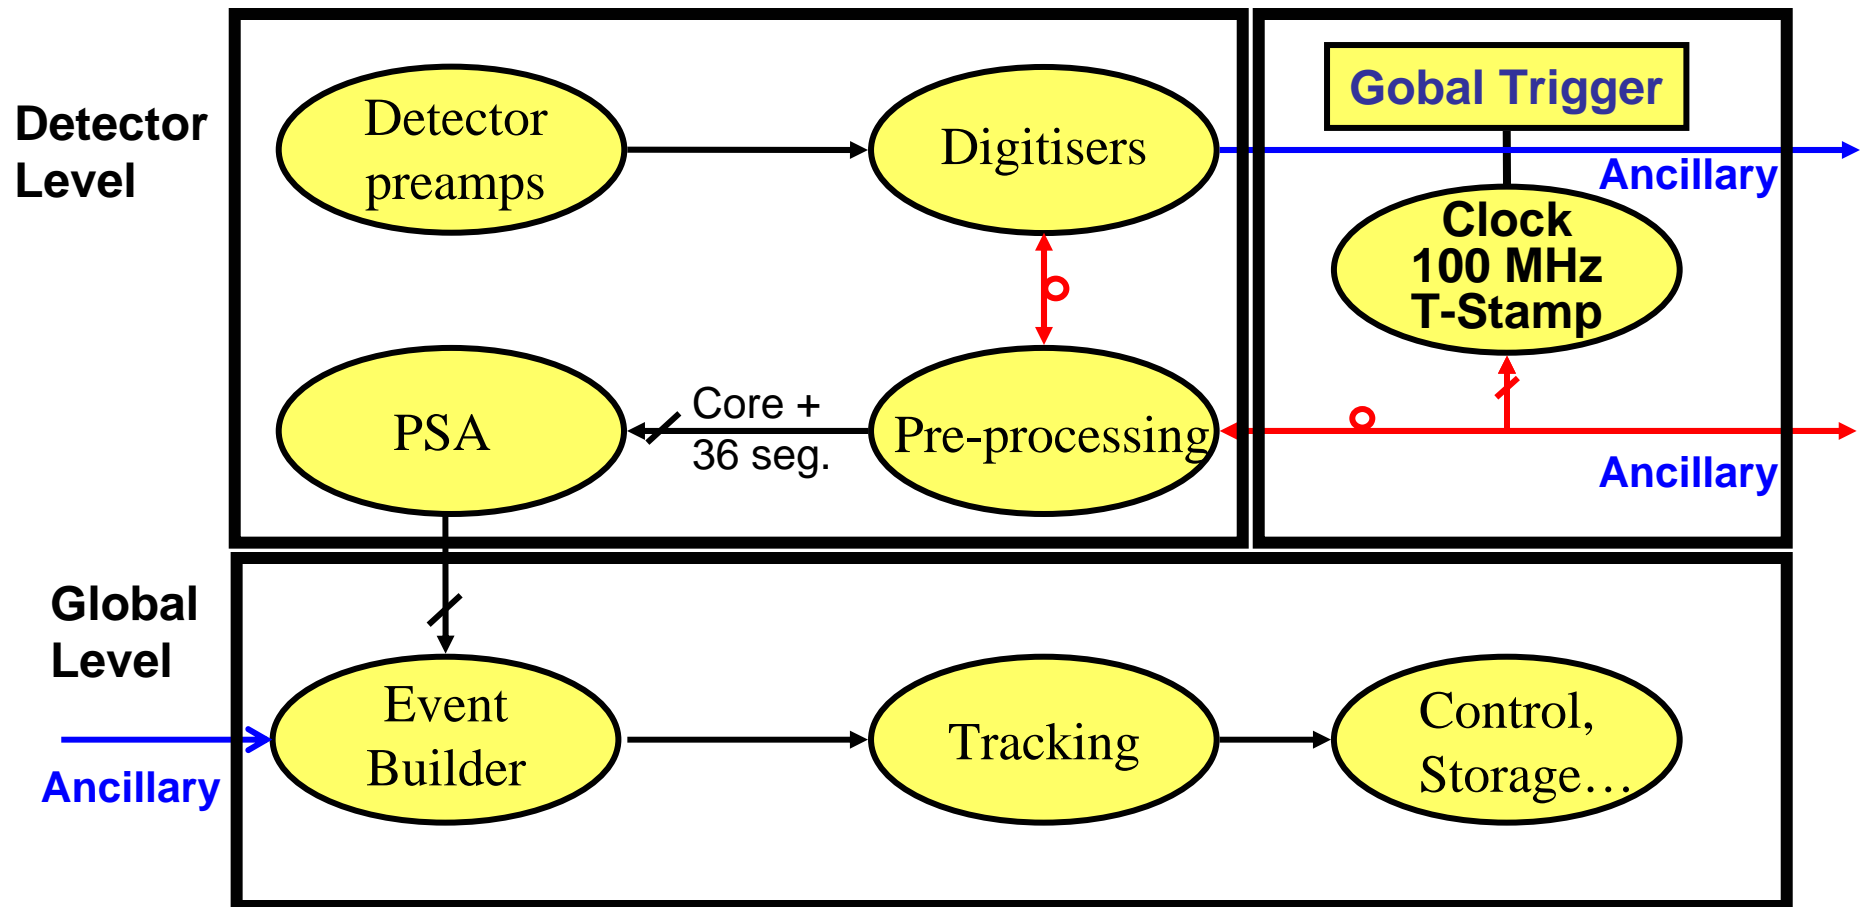 Detector
Level
Detector
preamps
Digitisers
Gobal Trigger
Ancillary
Clock
100 MHz
T-Stamp
PSA
Core +
36 seg.
Pre-processing
Ancillary
Global
Level
Ancillary
Event
Builder
Tracking
Control,
Storage…